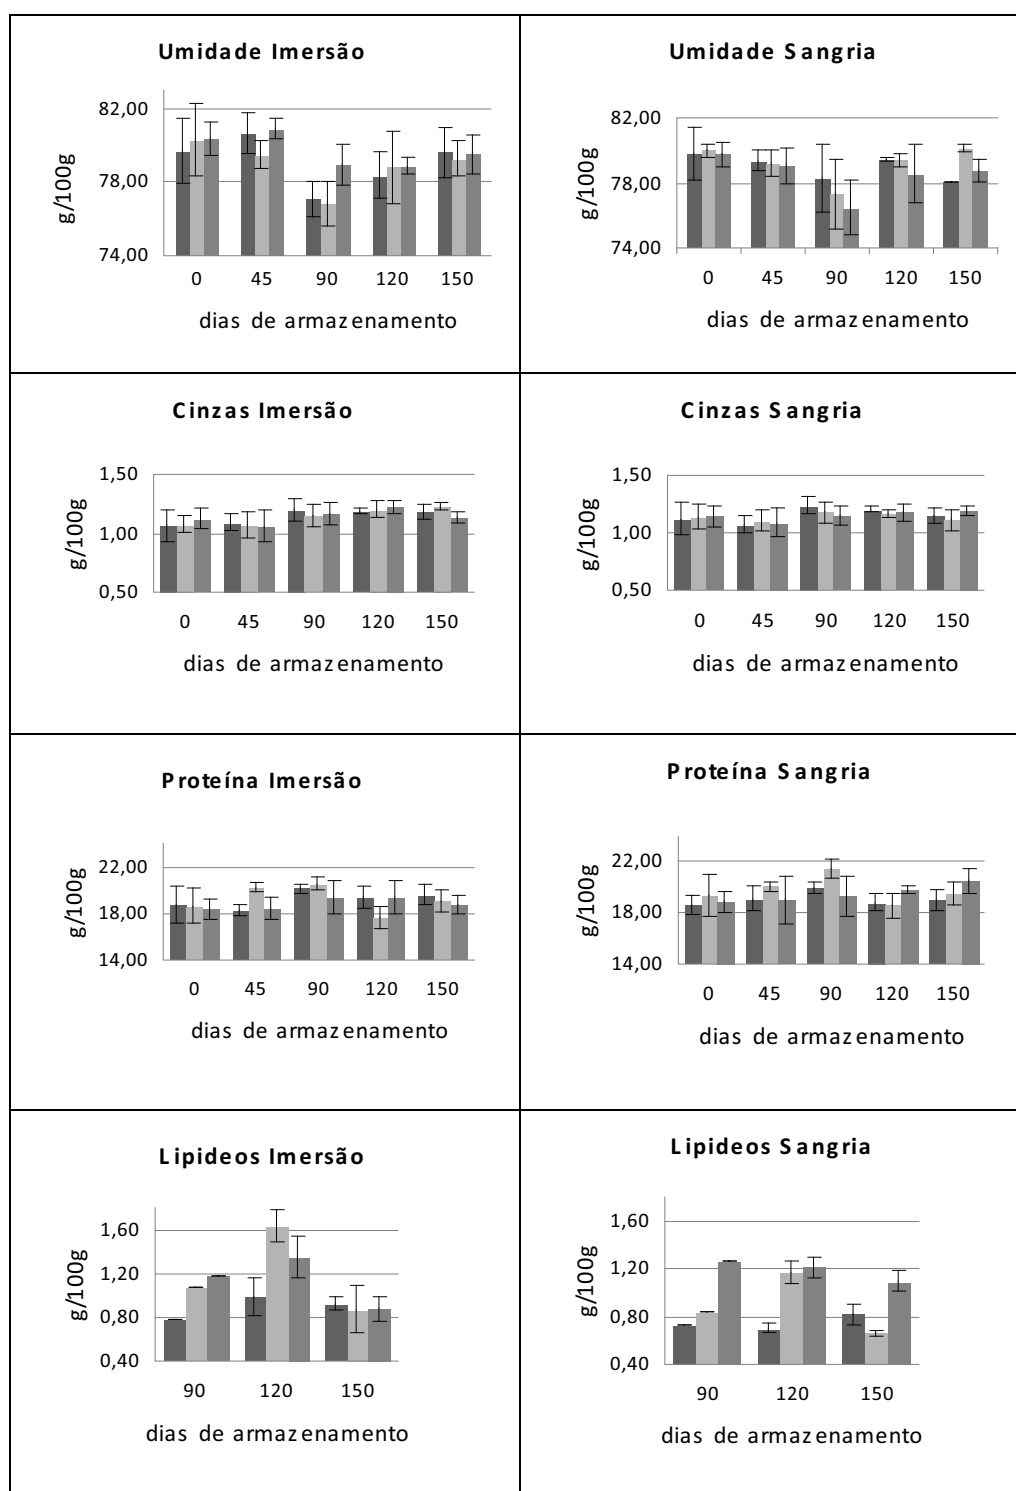 Umidade Imersão
82,00
78,00
74,00
g/100g
0 45 90 120 150
dias de armazenamento
Umidade Sangria
82,00
78,00
74,00
g/100g
0 45 90 120 150
dias de armazenamento
Cinzas Imersão
1,50
1,00
0,50
g/100g
0 45 90 120 150
dias de armazenamento
Cinzas Sangria
1,50
1,00
0,50
g/100g
0 45 90 120 150
dias de armazenamento
Proteína Imersão
22,00
18,00
14,00
g/100g
0 45 90 120 150
dias de armazenamento
Proteína Sangria
22,00
18,00
14,00
g/100g
0 45 90 120 150
dias de armazenamento
Lipideos Imersão
1,60
1,20
0,80
0,40
g/100g
90 120 150
dias de armazenamento
Lipideos Sangria
1,60
1,20
0,80
0,40
g/100g
90 120 150
dias de armazenamento